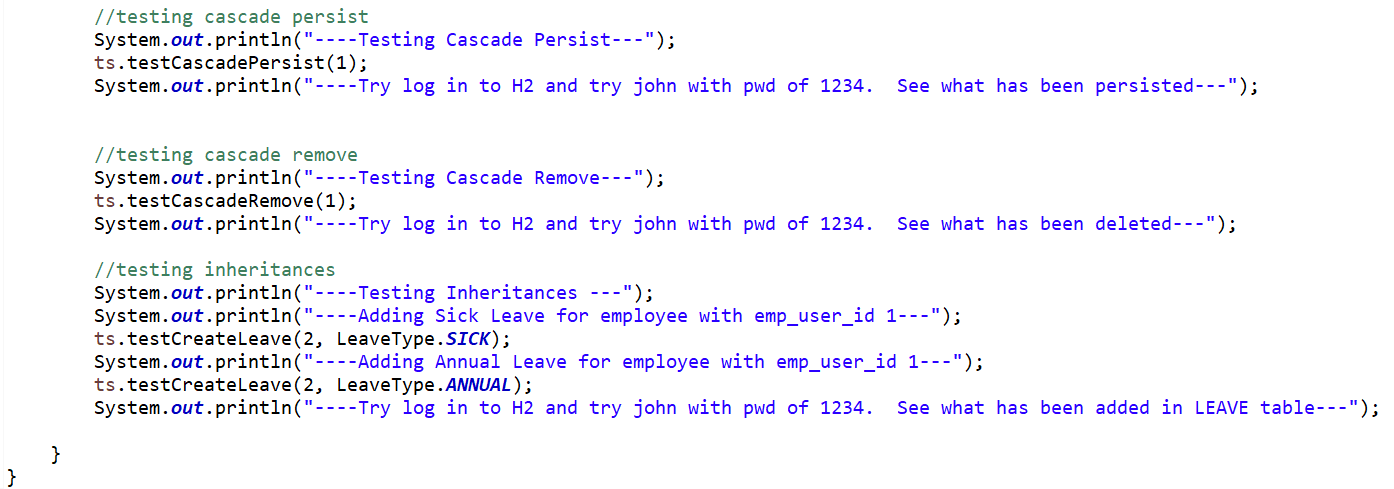 //testing cascade persist
System.out.println("----Testing Cascade Persist---");
ts.testCascadePersist(1);
System.out.println("----Try log in to H2 and try john with pwd of 1234.  See what has been persisted---");
//testing cascade remove
System.out.println("----Testing Cascade Remove---");
ts.testCascadeRemove(1);
System.out.println("----Try log in to H2 and try john with pwd of 1234.  See what has been deleted---");
//testing inheritances
System.out.println("----Testing Inheritances ---");
System.out.println("----Adding Sick Leave for employee with emp_user_id 1---");
ts.testCreateLeave(2, LeaveType.SICK);
System.out.println("----Adding Annual Leave for employee with emp_user_id 1---");
ts.testCreateLeave(2, LeaveType.ANNUAL);
System.out.println("----Try log in to H2 and try john with pwd of 1234.  See what has been added in LEAVE table---");
}
}